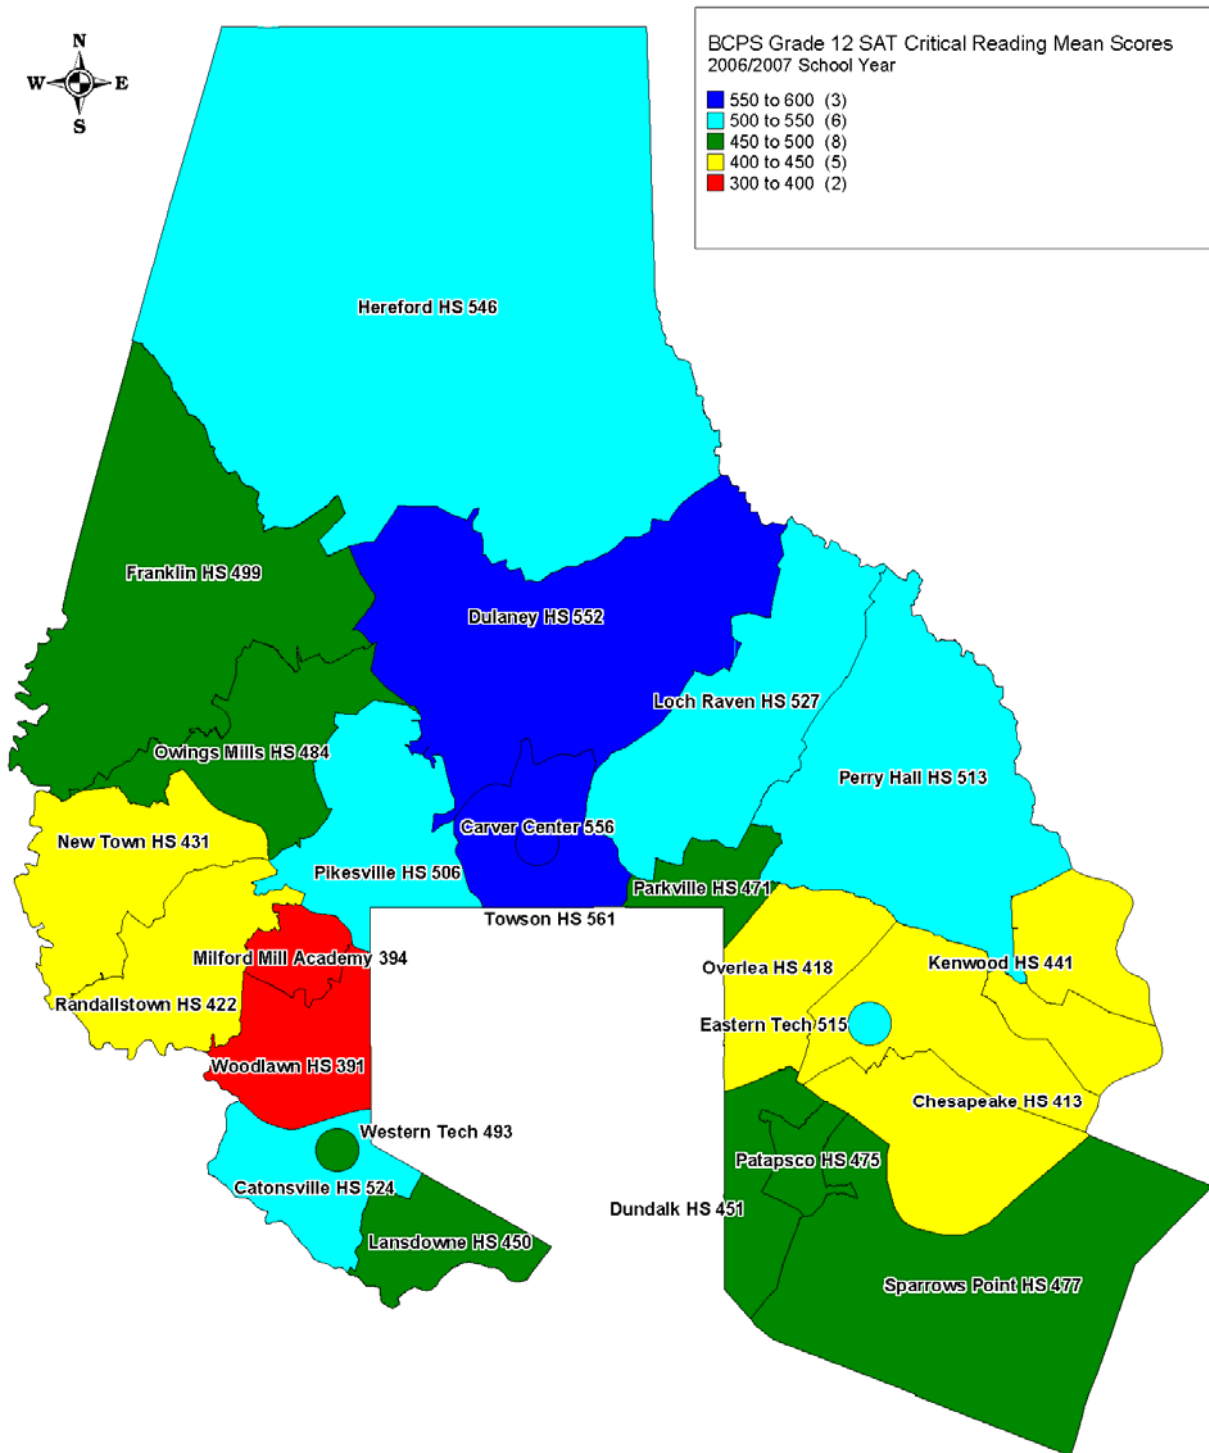 N
W E
S
BCPS Grade 12 SAT Critical Reading Mean Scores
2006/2007 School Year
550 to 600 (3)
500 to 550 (6)
450 to 500 (8)
400 to 450 (5)
300 to 400 (2)
Hereford HS 546
Franklin HS 499
Dulaney HS 552
Loch Raven HS 527
Owings Mills HS 484
Perry Hall HS 513
Carver Center 556
New Town HS 431
Pikesville HS 506
Parkville HS 471
Towson HS 561
Milford Mill Academy 394
Overlea HS 418
Kenwood HS 441
Randallstown HS 422
Eastern Tech 515
Woodlawn HS 391
Chesapeake HS 413
Western Tech 493
Patapsco HS 475
Catonsville HS 524
Dundalk HS 451
Lansdowne HS 450
Sparrows Point HS 477